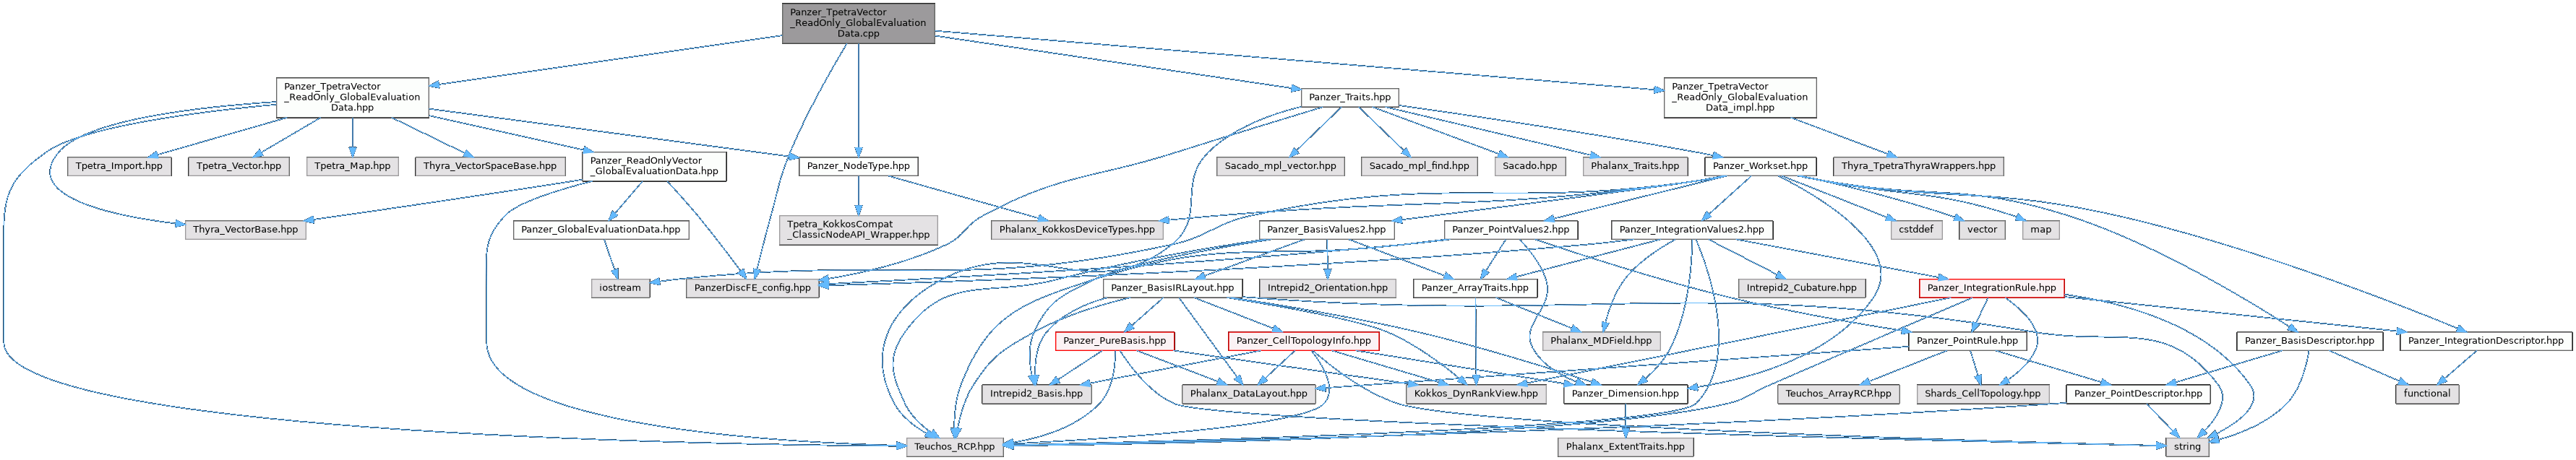 Panzer_TpetraVector
_ReadOnly_GlobalEvaluation
Data.cpp
Panzer_TpetraVector
_ReadOnly_GlobalEvaluation
Data.hpp
Panzer_Traits.hpp
Panzer_TpetraVector
_ReadOnly_GlobalEvaluation
Data_impl.hpp
Tpetra_Import.hpp
Tpetra_Vector.hpp
Tpetra_Map.hpp
Thyra_VectorSpaceBase.hpp
Panzer_ReadOnlyVector
_GlobalEvaluationData.hpp
Panzer_NodeType.hpp
Sacado_mpl_vector.hpp
Sacado_mpl_find.hpp
Sacado.hpp
Phalanx_Traits.hpp
Panzer_Workset.hpp
Thyra_TpetraThyraWrappers.hpp
Thyra_VectorBase.hpp
Panzer_GlobalEvaluationData.hpp
Tpetra_KokkosCompat
_ClassicNodeAPI_Wrapper.hpp
Phalanx_KokkosDeviceTypes.hpp
Panzer_BasisValues2.hpp
Panzer_PointValues2.hpp
Panzer_IntegrationValues2.hpp
cstddef
vector
map
iostream
PanzerDiscFE_config.hpp
Panzer_BasisIRLayout.hpp
Intrepid2_Orientation.hpp
Panzer_ArrayTraits.hpp
Intrepid2_Cubature.hpp
Panzer_IntegrationRule.hpp
Panzer_PureBasis.hpp
Panzer_CellTopologyInfo.hpp
Phalanx_MDField.hpp
Panzer_PointRule.hpp
Panzer_BasisDescriptor.hpp
Panzer_IntegrationDescriptor.hpp
Intrepid2_Basis.hpp
Phalanx_DataLayout.hpp
Kokkos_DynRankView.hpp
Panzer_Dimension.hpp
Teuchos_ArrayRCP.hpp
Shards_CellTopology.hpp
Panzer_PointDescriptor.hpp
functional
Teuchos_RCP.hpp
Phalanx_ExtentTraits.hpp
string